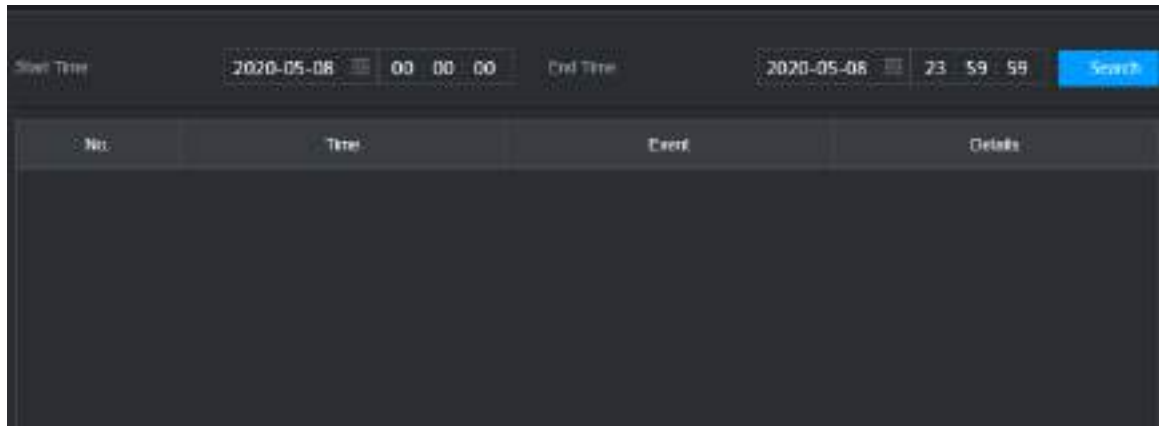 Start Time 2020-05-08 00 00 00 End Time 2020-05-08 23 59 59 Search
No. Time Event Details